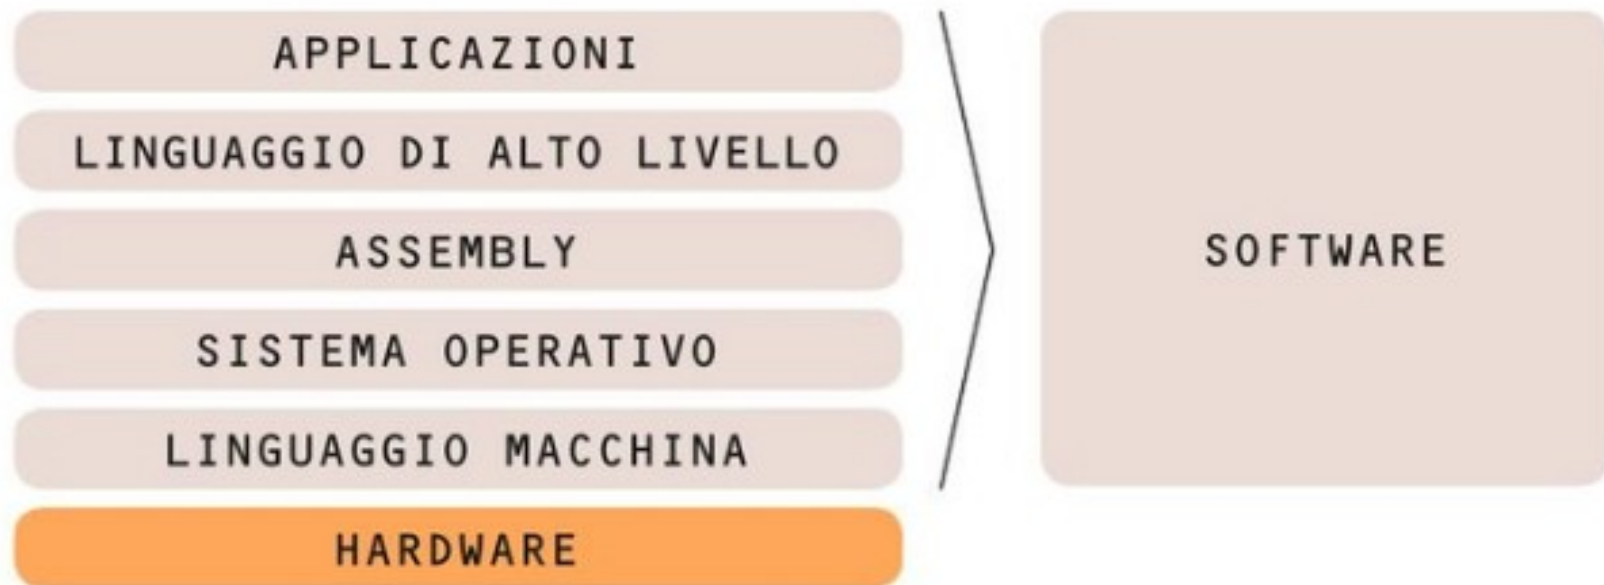 APPLICAZIONI
LINGUAGGIO DI ALTO LIVELLO
ASSEMBLY
SISTEMA OPERATIVO
LINGUAGGIO MACCHINA
HARDWARE
SOFTWARE